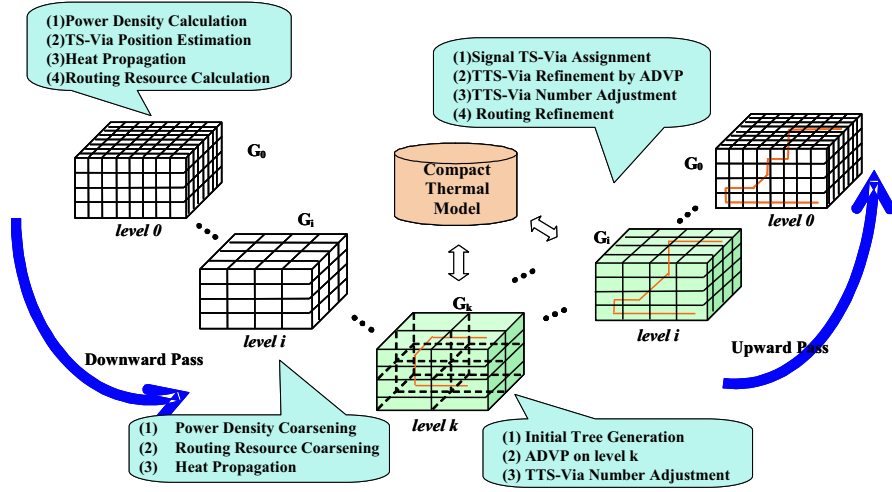 (1)Power Density Calculation
(2)TS-Via Position Estimation
(3)Heat Propagation
(4)Routing Resource Calculation
(1)Signal TS-Via Assignment
(2)TTS-Via Refinement by ADVP
(3)TTS-Via Number Adjustment
(4) Routing Refinement
G0
level 0
Compact
Thermal
Model
G0
level 0
Gi
level i
Gi
level i
Gk
level k
Downward Pass
Upward Pass
(1) Power Density Coarsening
(2) Routing Resource Coarsening
(3) Heat Propagation
(1) Initial Tree Generation
(2) ADVP on level k
(3) TTS-Via Number Adjustment